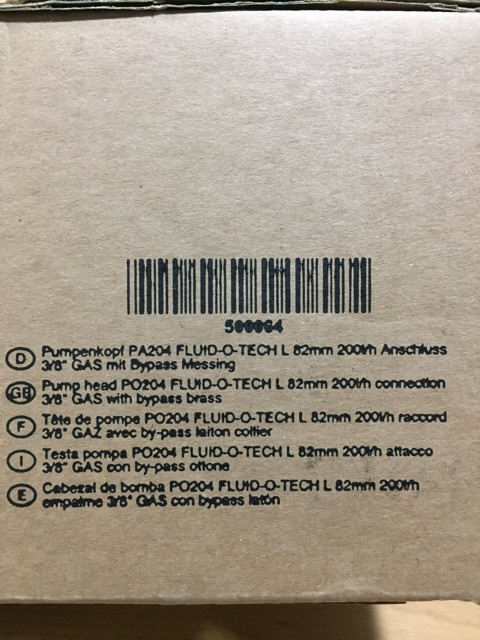 500094
D Pumpenkopf PA204 FLUID-O-TECH L 82mm 200l/h Anschluss
3/8" GAS mit Bypass Messing
GB Pump head PO204 FLUID-O-TECH L 82mm 200l/h connection
3/8" GAS with bypass brass
F Tête de pompe PO204 FLUID-O-TECH L 82mm 200l/h raccord
3/8" GAZ avec by-pass laiton collier
I Testa pompa PO204 FLUID-O-TECH L 82mm 200l/h attacco
3/8" GAS con by-pass ottone
E Cabezal de bomba PO204 FLUID-O-TECH L 82mm 200l/h
empalme 3/8" GAS con bypass latón